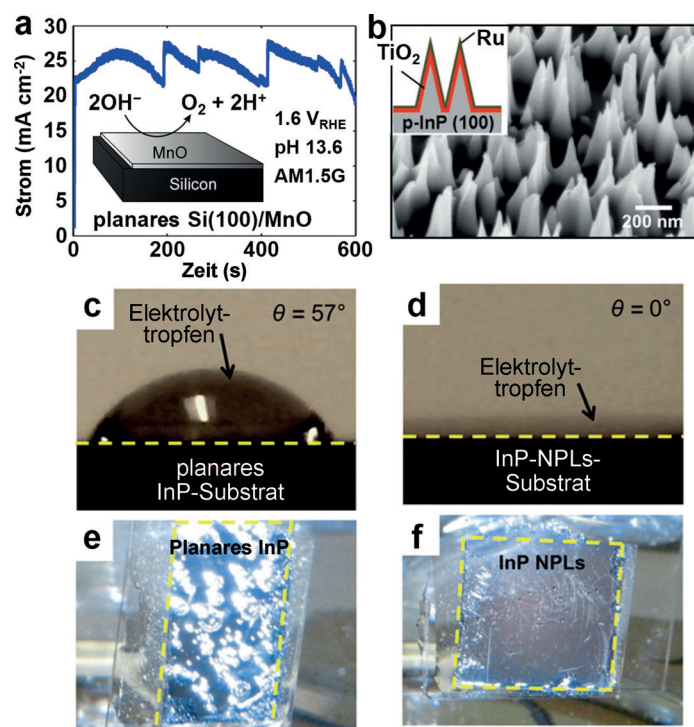 a
30
25
20
15
10
5
0
Strom (mA cm⁻²)
2OH⁻
O₂ + 2H⁺
1.6 V_RHE
pH 13.6
AM1.5G
MnO
Silicon
planares Si(100)/MnO
0 200 400 600
Zeit (s)
b
TiO₂
Ru
p-InP (100)
200 nm
c
Elektrolyt-
tropfen
θ = 57°
planares
InP-Substrat
d
θ = 0°
Elektrolyt-
tropfen
InP-NPLs-
Substrat
e
Planares InP
f
InP NPLs